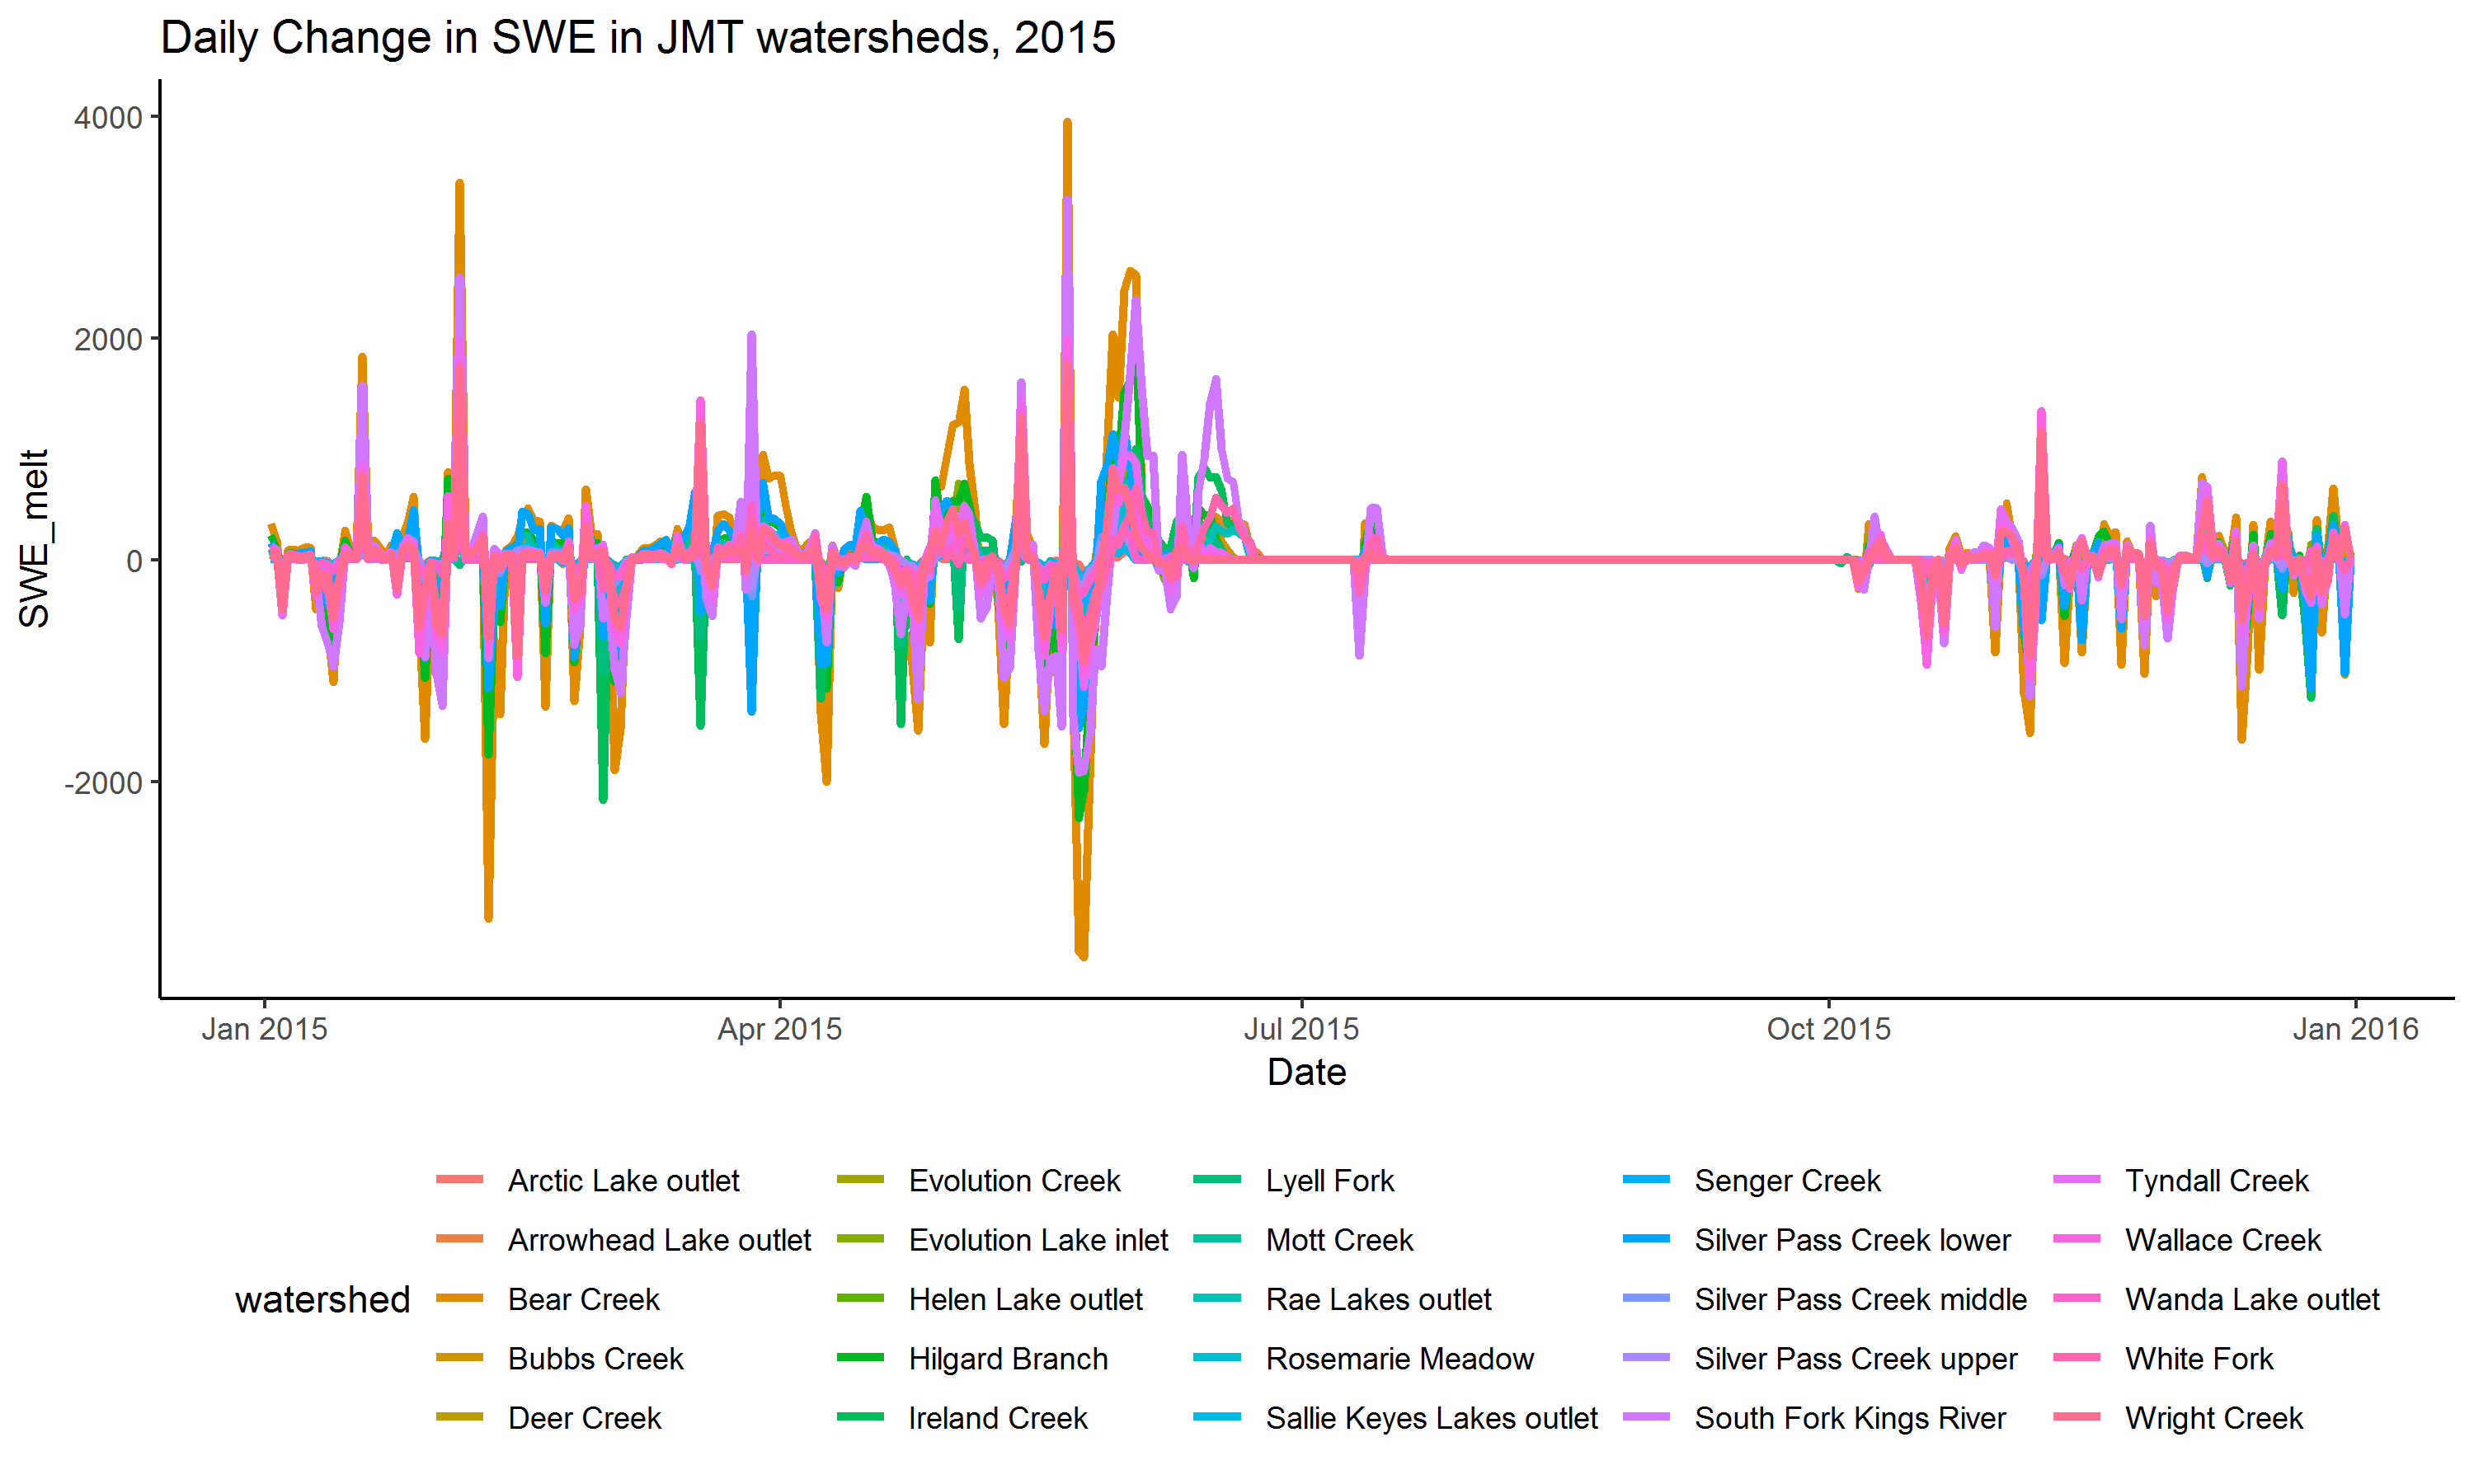 Daily Change in SWE in JMT watersheds, 2015
4000
2000
0
-2000
SWE_melt
Jan 2015 Apr 2015 Jul 2015 Oct 2015 Jan 2016
Date
watershed
Arctic Lake outlet Evolution Creek Lyell Fork Senger Creek Tyndall Creek
Arrowhead Lake outlet Evolution Lake inlet Mott Creek Silver Pass Creek lower Wallace Creek
Bear Creek Helen Lake outlet Rae Lakes outlet Silver Pass Creek middle Wanda Lake outlet
Bubbs Creek Hilgard Branch Rosemarie Meadow Silver Pass Creek upper White Fork
Deer Creek Ireland Creek Sallie Keyes Lakes outlet South Fork Kings River Wright Creek